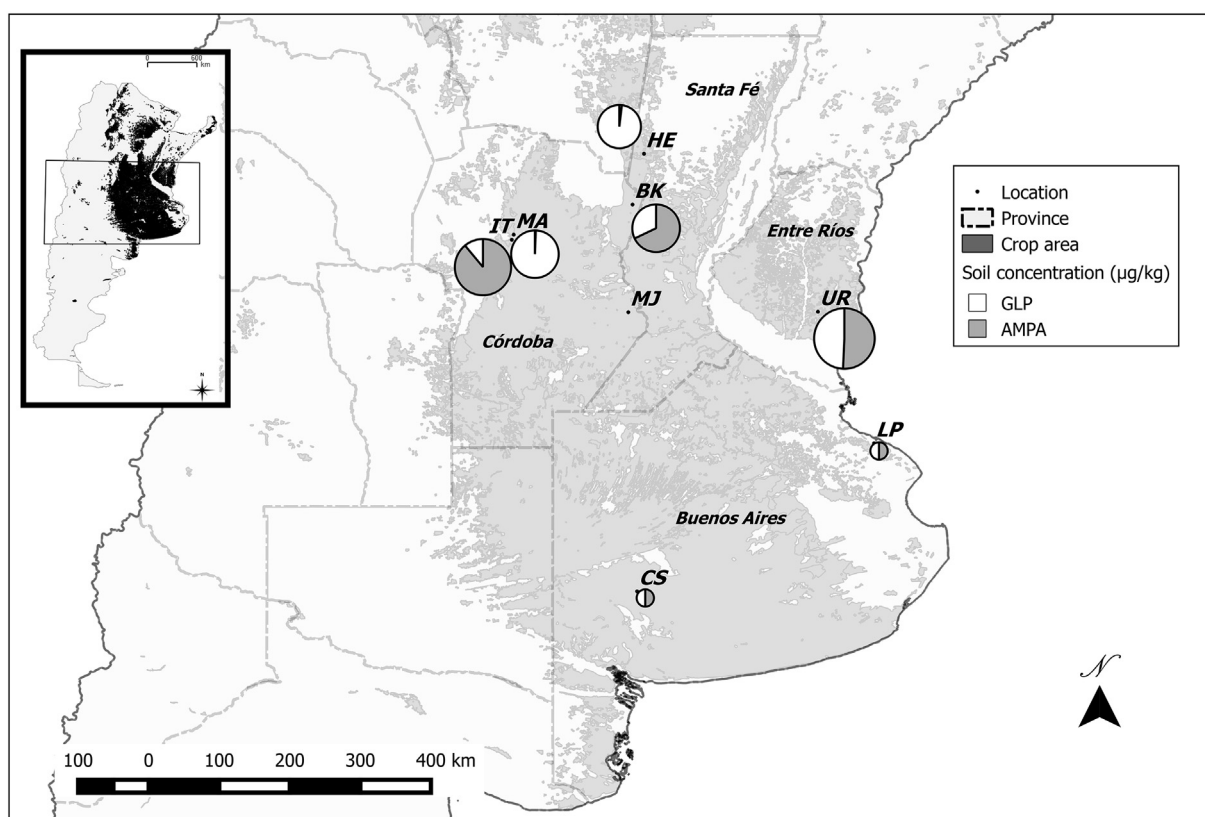 0 600
km
N
Santa Fé
HE
BK
IT MA
Entre Ríos
UR
MJ
Córdoba
LP
Buenos Aires
CS
Location
Province
Crop area
Soil concentration (µg/kg)
GLP
AMPA
N
100 0 100 200 300 400 km